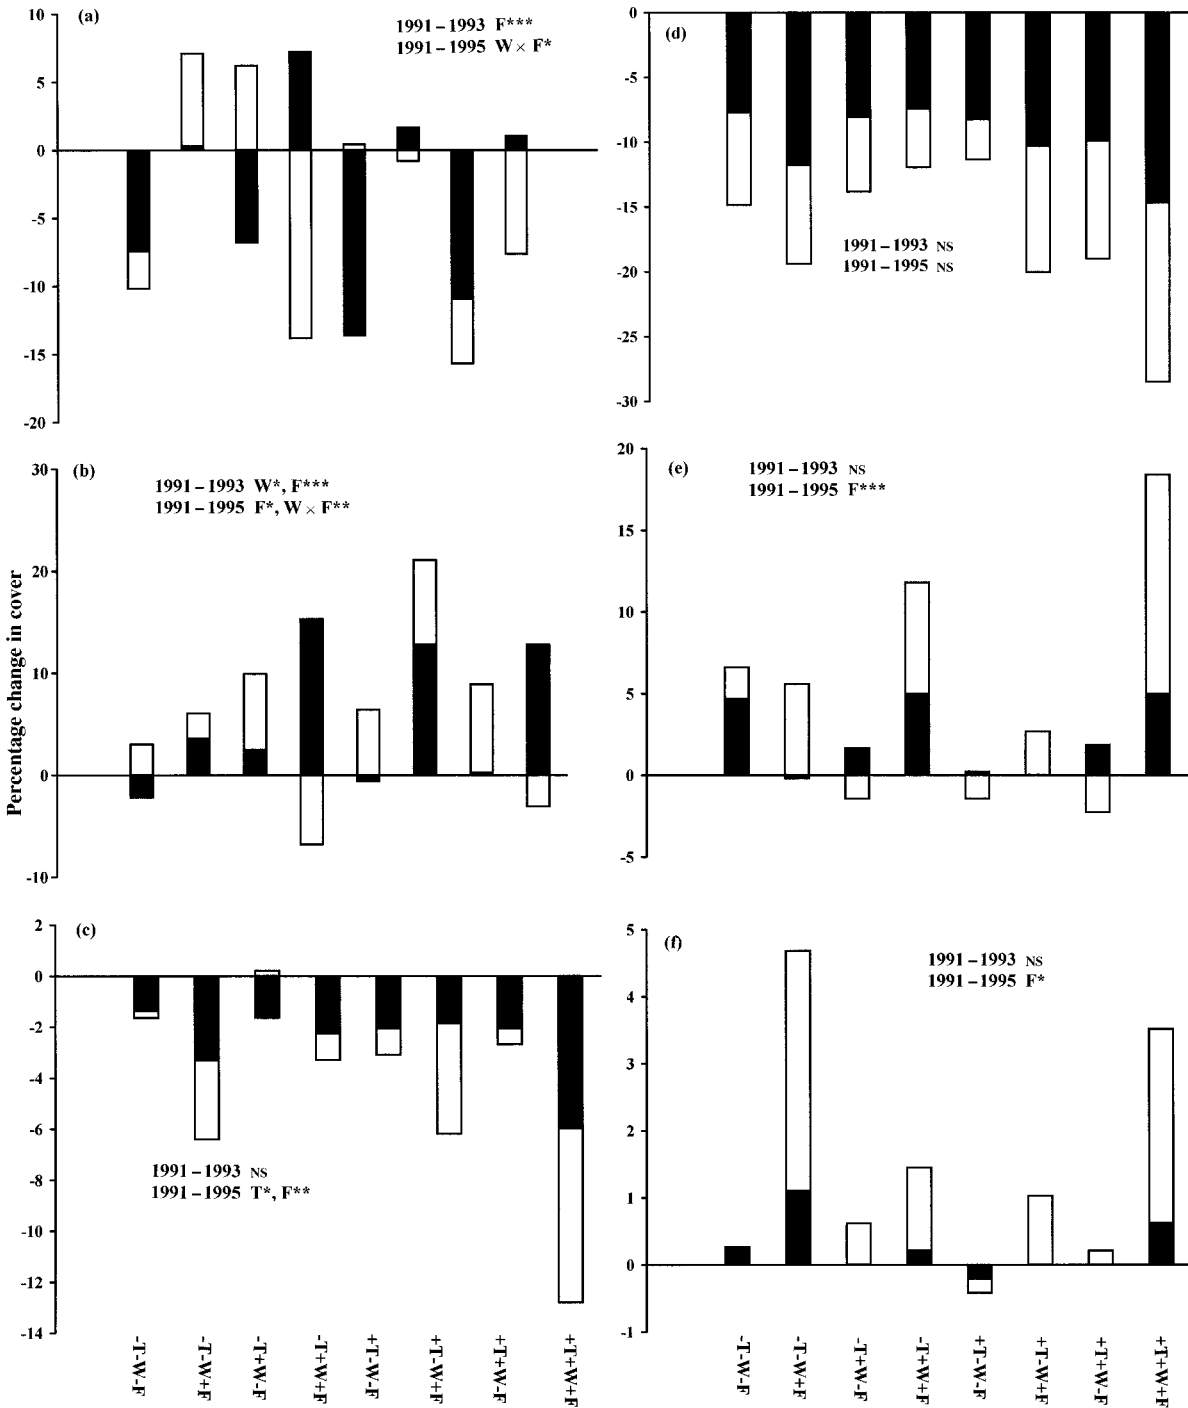 Percentage change in cover
(a)
1991–1993 F***
1991–1995 W × F*
10
5
0
-5
-10
-15
-20
(b)
1991–1993 W*, F***
1991–1995 F*, W × F**
30
20
10
0
-10
(c)
1991–1993 NS
1991–1995 T*, F**
2
0
-2
-4
-6
-8
-10
-12
-14
-T-W-F
-T-W+F
-T+W-F
-T+W+F
+T-W-F
+T-W+F
+T+W-F
+T+W+F
(d)
1991–1993 NS
1991–1995 NS
0
-5
-10
-15
-20
-25
-30
(e)
1991–1993 NS
1991–1995 F***
20
15
10
5
0
-5
(f)
1991–1993 NS
1991–1995 F*
5
4
3
2
1
0
-1
-T-W-F
-T-W+F
-T+W-F
-T+W+F
+T-W-F
+T-W+F
+T+W-F
+T+W+F